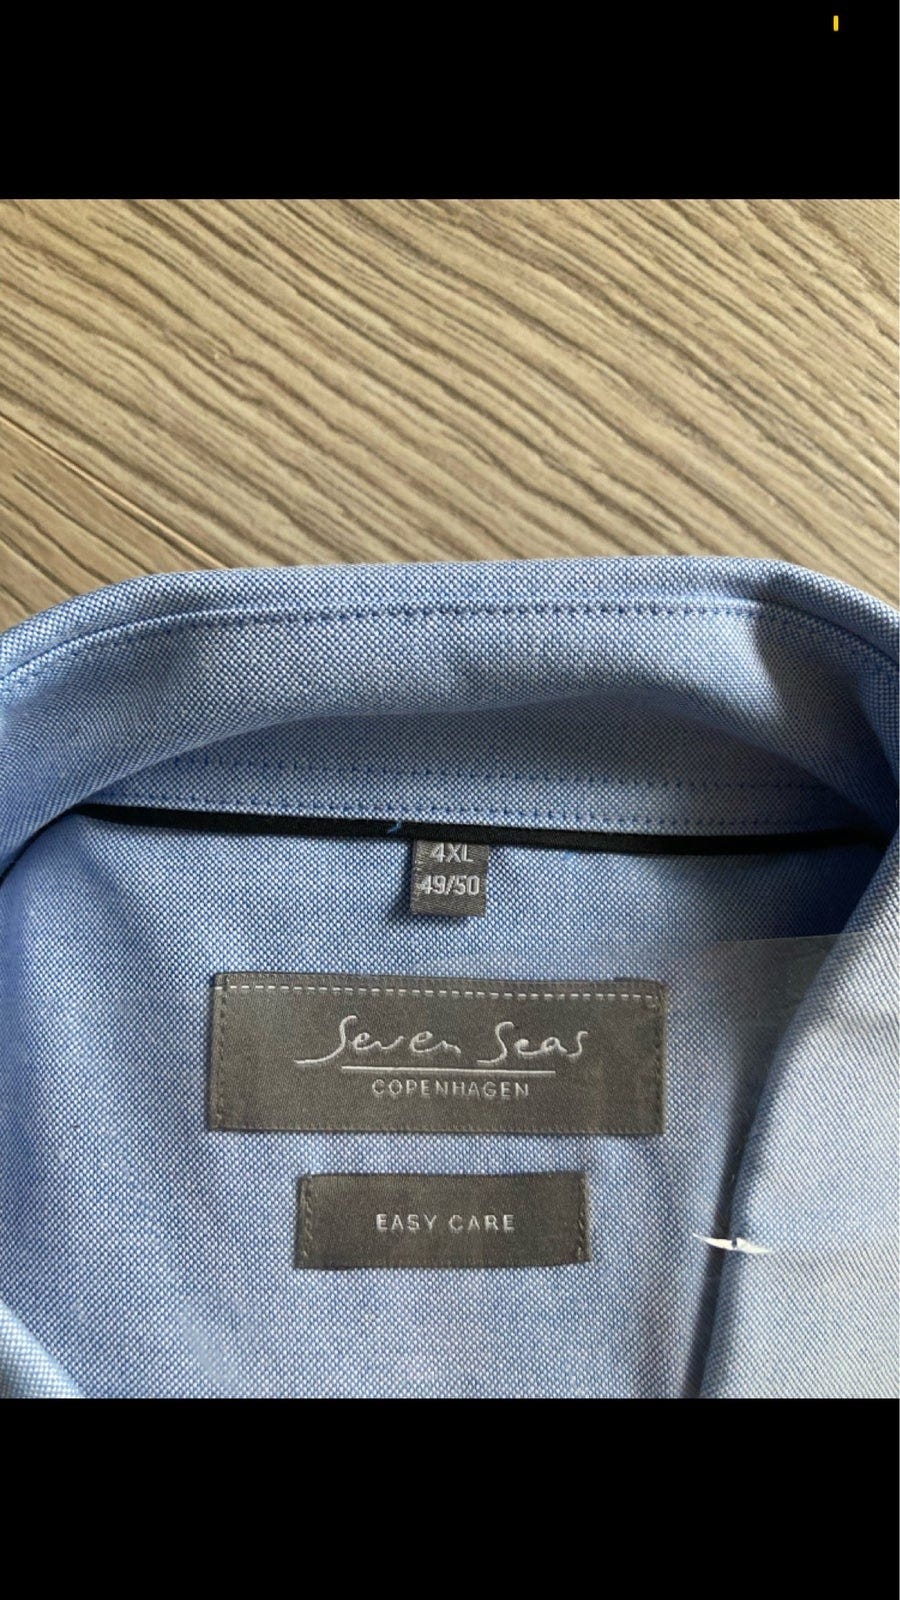 4XL
49/50
Seven Seas
COPENHAGEN
EASY CARE